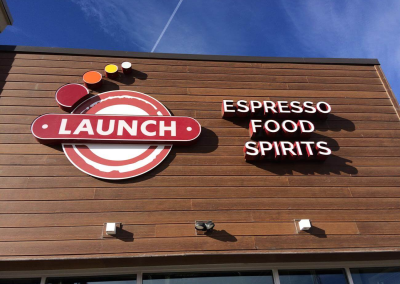 LAUNCH
ESPRESSO
FOOD
SPIRITS